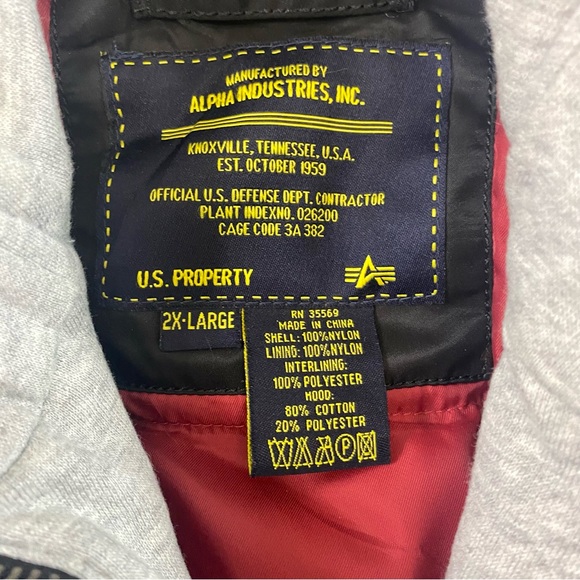 MANUFACTURED BY
ALPHA INDUSTRIES, INC.
KNOXVILLE, TENNESSEE, U.S.A.
EST. OCTOBER 1959
OFFICIAL U.S. DEFENSE DEPT. CONTRACTOR
PLANT INDEXNO. 026200
CAGE CODE 3A 382
U.S. PROPERTY
2X-LARGE
RN 35569
MADE IN CHINA
SHELL: 100%NYLON
LINING: 100%NYLON
INTERLINING:
100% POLYESTER
HOOD:
80% COTTON
20% POLYESTER
P